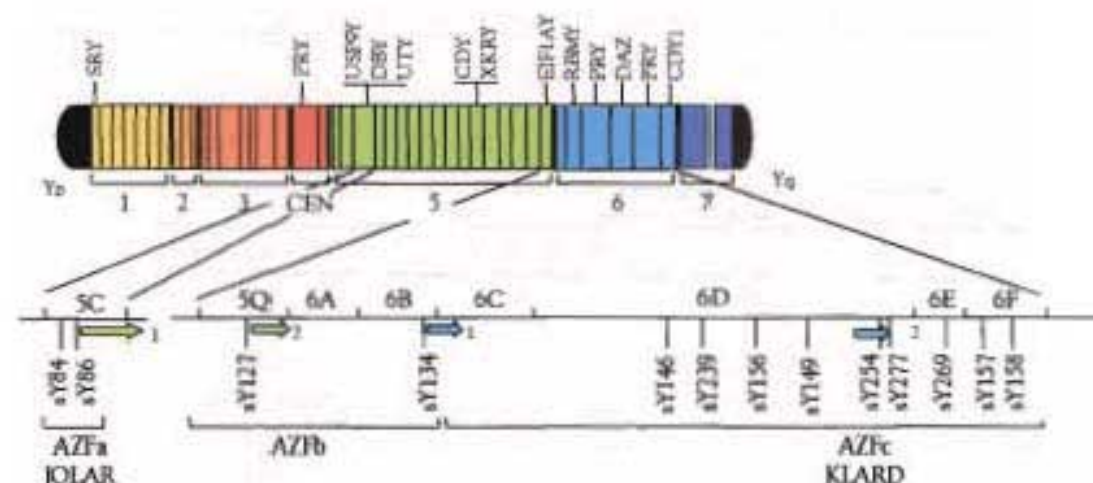 SRY PRY USP9Y DBY UTY CDY XKRY EIF1AY RBMY PRY DAZ PRY CDY1
Yp Yq
1 2 3 CEN 5 6 7
5C 5Q 6A 6B 6C 6D 6E 6F
1 2 1 2
sY84 sY86 sY127 sY134 sY146 sY239 sY156 sY149 sY254 sY277 sY269 sY157 sY158
AZFa AZFb AZFc
JOLAR KLARD